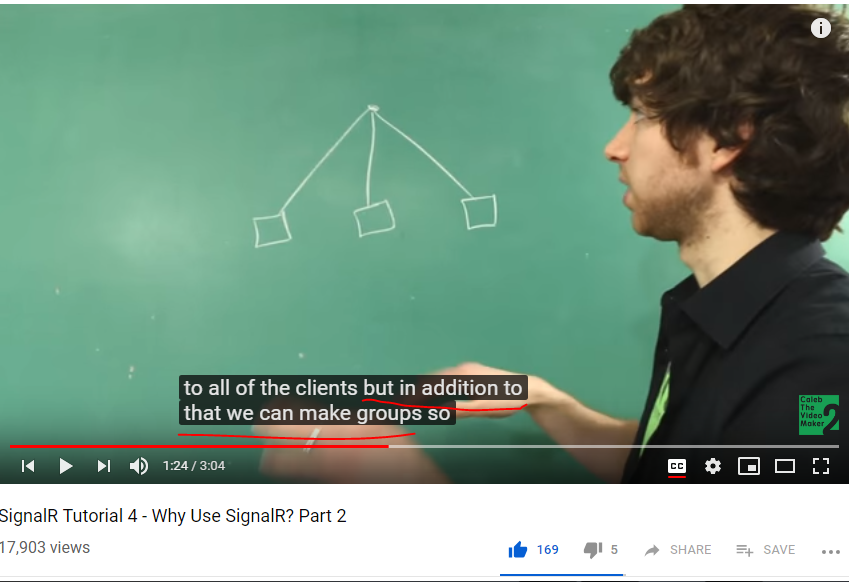 i
Caleb
The
Video
Maker
2
to all of the clients but in addition to
that we can make groups so
1:24 / 3:04
CC
SignalR Tutorial 4 - Why Use SignalR? Part 2
17,903 views
169
5
SHARE
SAVE